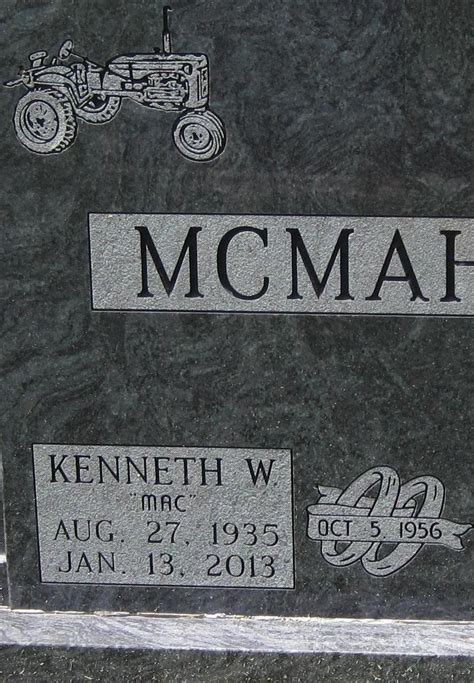 MCMAH
KENNETH W.
"MAC"
AUG. 27, 1935
JAN. 13, 2013
OCT 5 1956